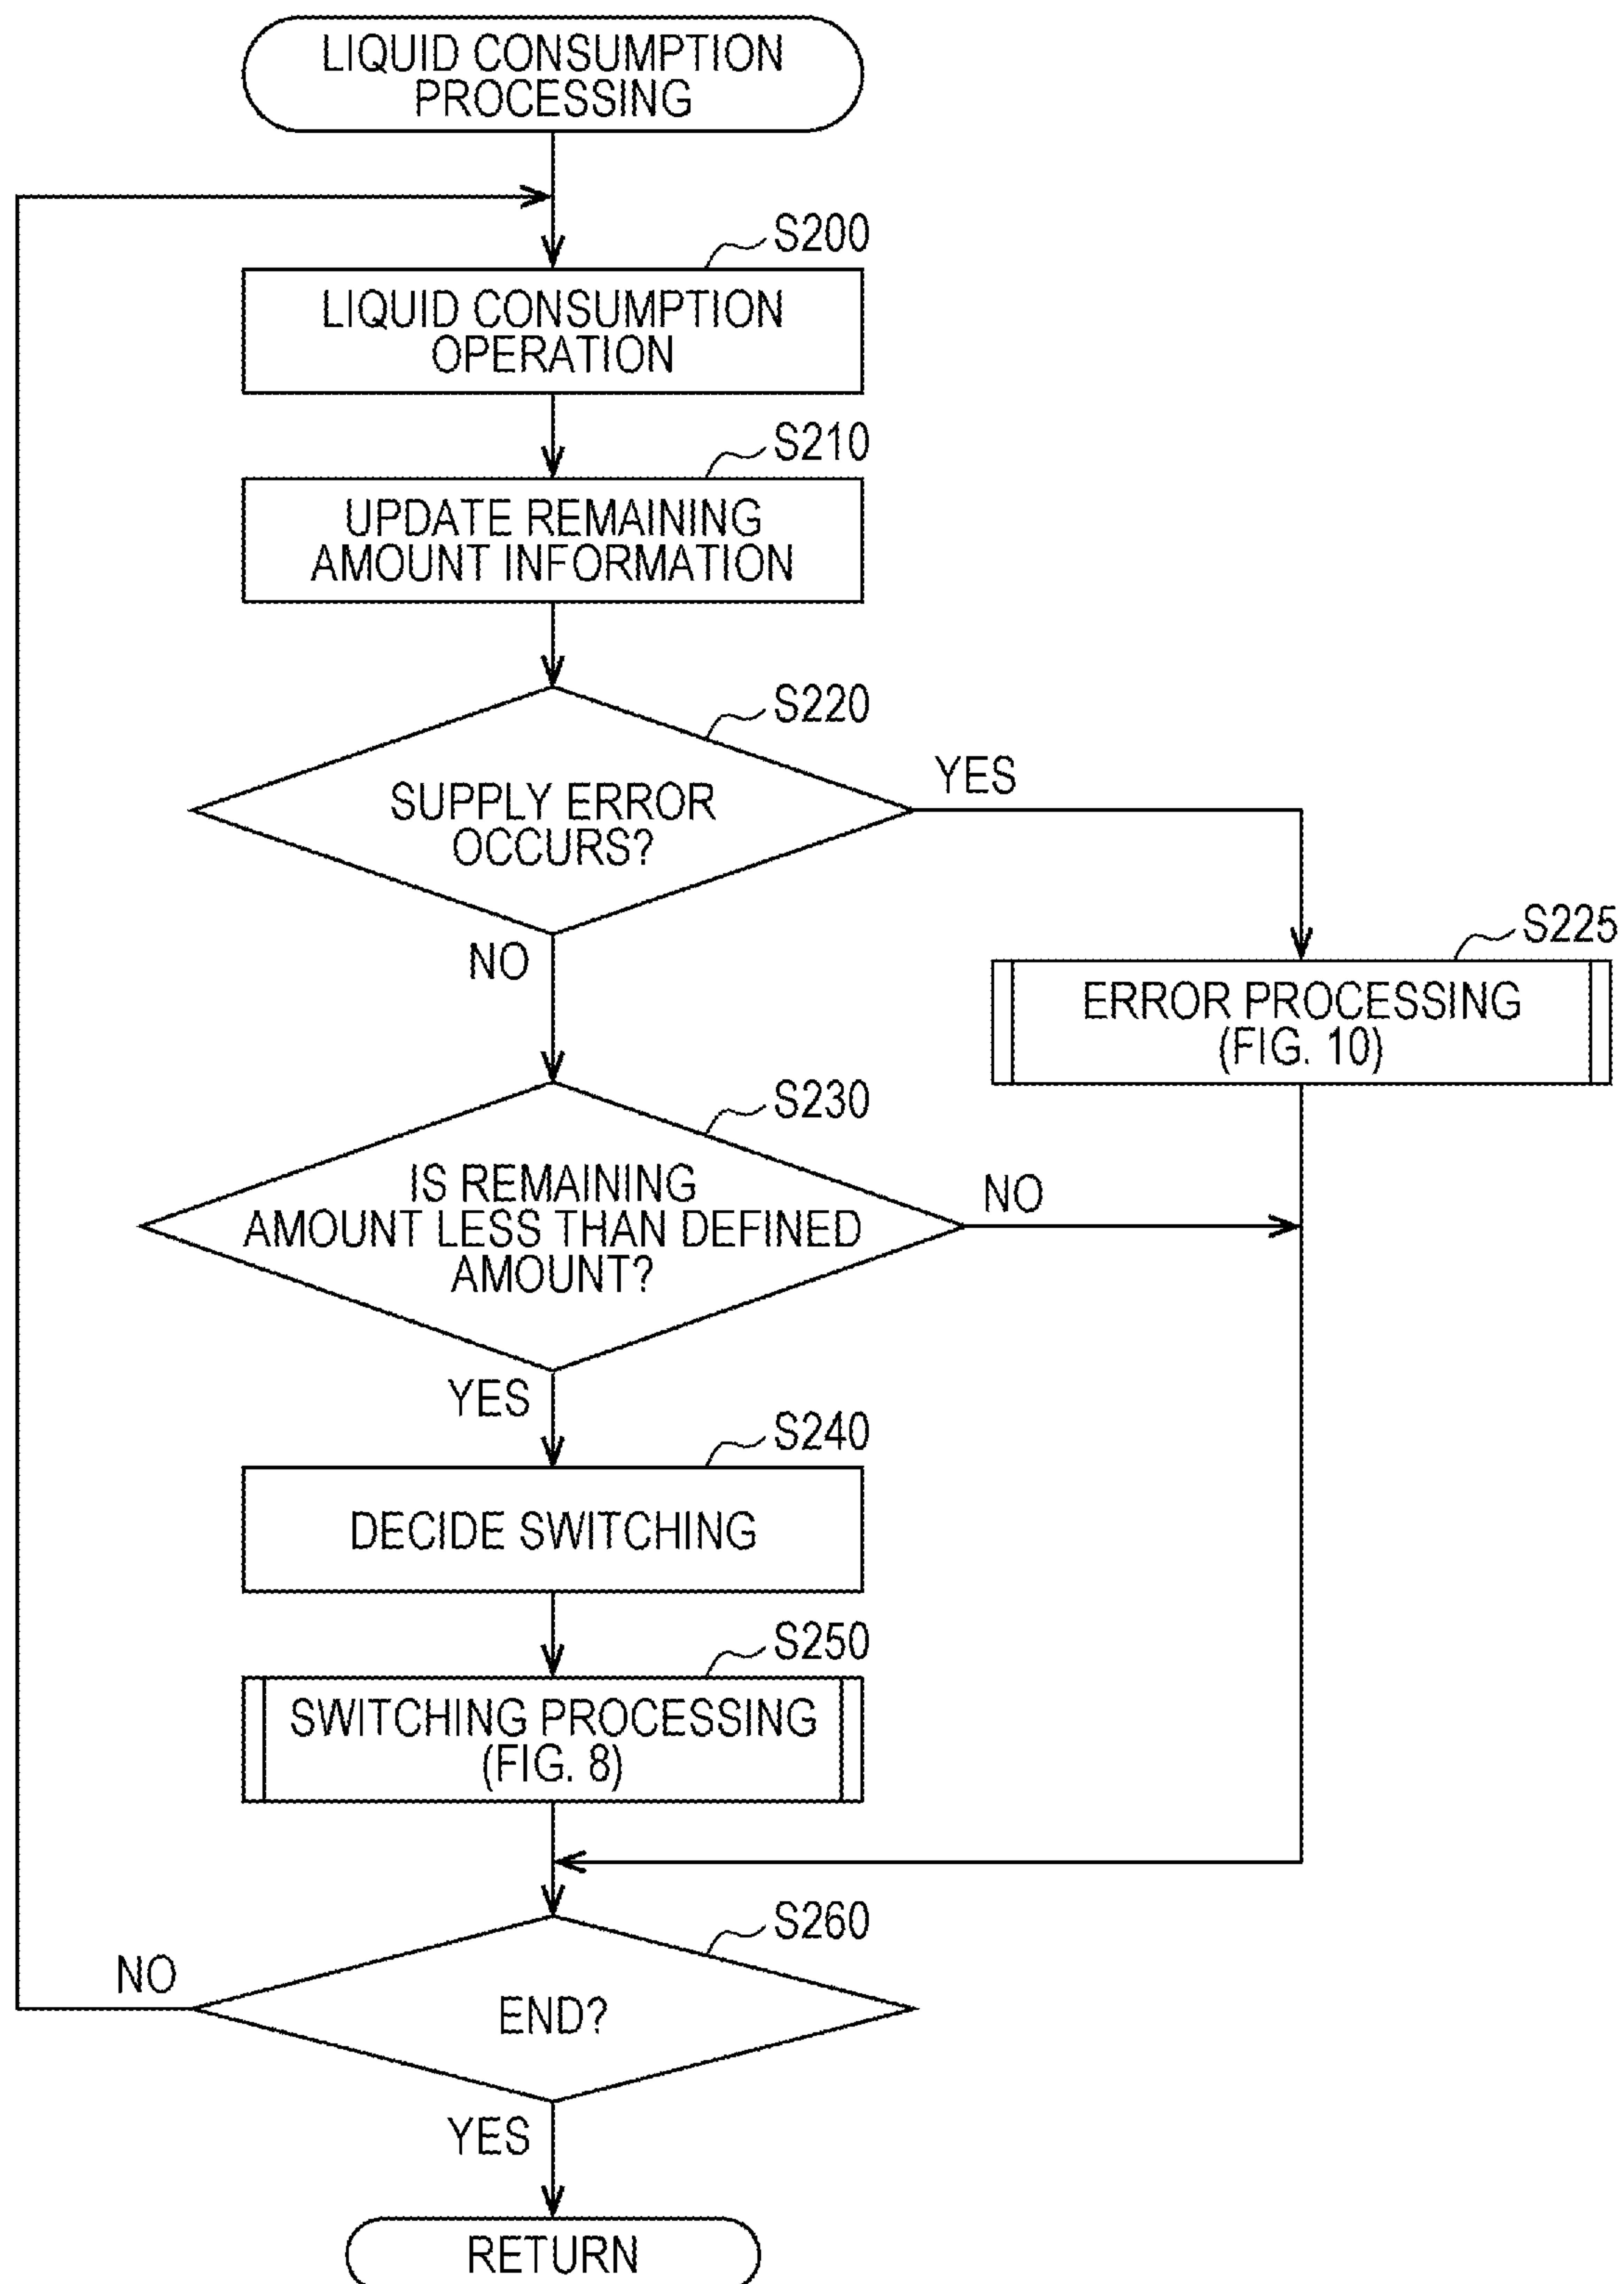 LIQUID CONSUMPTION
PROCESSING
S200
LIQUID CONSUMPTION
OPERATION
S210
UPDATE REMAINING
AMOUNT INFORMATION
S220
SUPPLY ERROR
OCCURS?
YES
NO
S225
ERROR PROCESSING
(FIG. 10)
S230
IS REMAINING
AMOUNT LESS THAN DEFINED
AMOUNT?
NO
YES
S240
DECIDE SWITCHING
S250
SWITCHING PROCESSING
(FIG. 8)
S260
END?
NO
YES
RETURN